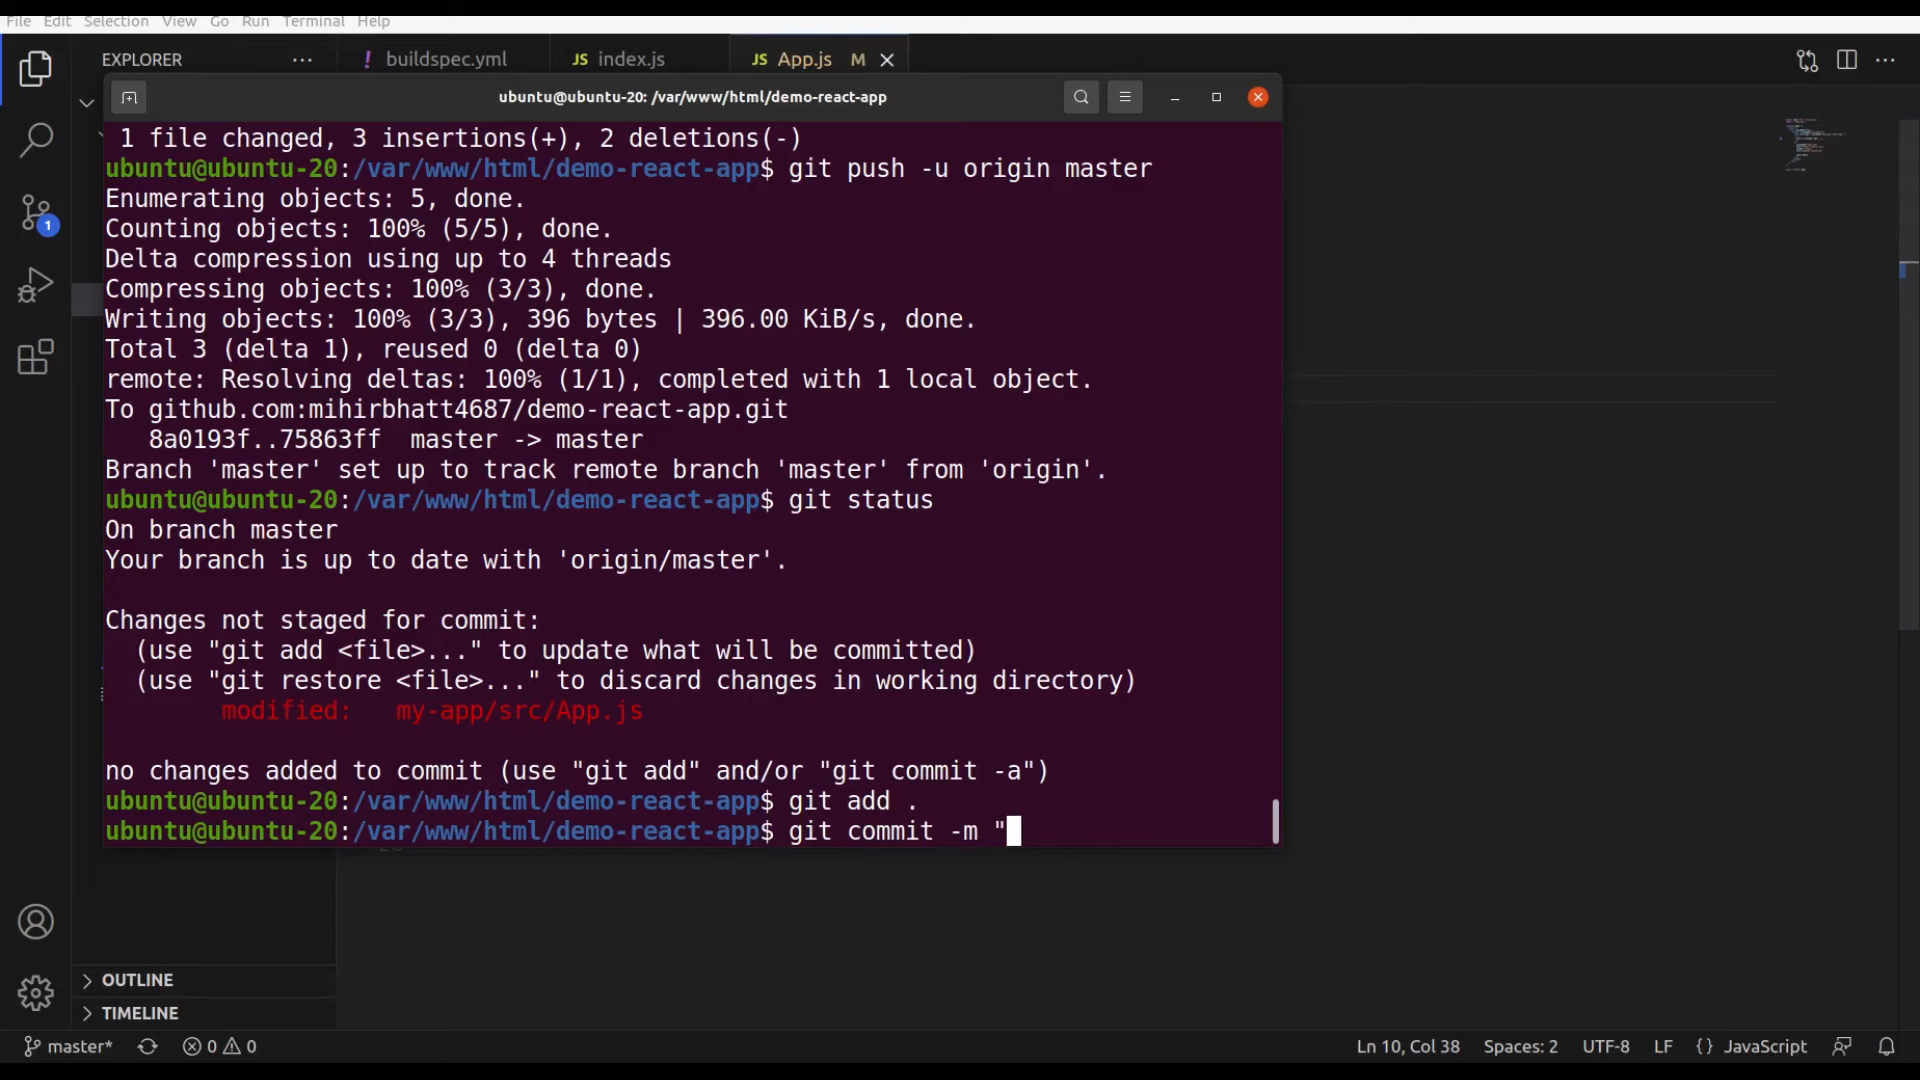 File Edit Selection View Go Run Terminal Help
EXPLORER ... ! buildspec.yml JS index.js JS App.js M
ubuntu@ubuntu-20: /var/www/html/demo-react-app
1 file changed, 3 insertions(+), 2 deletions(-)
ubuntu@ubuntu-20:/var/www/html/demo-react-app$ git push -u origin master
Enumerating objects: 5, done.
Counting objects: 100% (5/5), done.
Delta compression using up to 4 threads
Compressing objects: 100% (3/3), done.
Writing objects: 100% (3/3), 396 bytes | 396.00 KiB/s, done.
Total 3 (delta 1), reused 0 (delta 0)
remote: Resolving deltas: 100% (1/1), completed with 1 local object.
To github.com:mihirbhatt4687/demo-react-app.git
8a0193f..75863ff master -> master
Branch 'master' set up to track remote branch 'master' from 'origin'.
ubuntu@ubuntu-20:/var/www/html/demo-react-app$ git status
On branch master
Your branch is up to date with 'origin/master'.
Changes not staged for commit:
(use "git add <file>..." to update what will be committed)
(use "git restore <file>..." to discard changes in working directory)
modified: my-app/src/App.js
no changes added to commit (use "git add" and/or "git commit -a")
ubuntu@ubuntu-20:/var/www/html/demo-react-app$ git add .
ubuntu@ubuntu-20:/var/www/html/demo-react-app$ git commit -m "
1
OUTLINE
TIMELINE
master* 0 0 Ln 10, Col 38 Spaces: 2 UTF-8 LF {} JavaScript